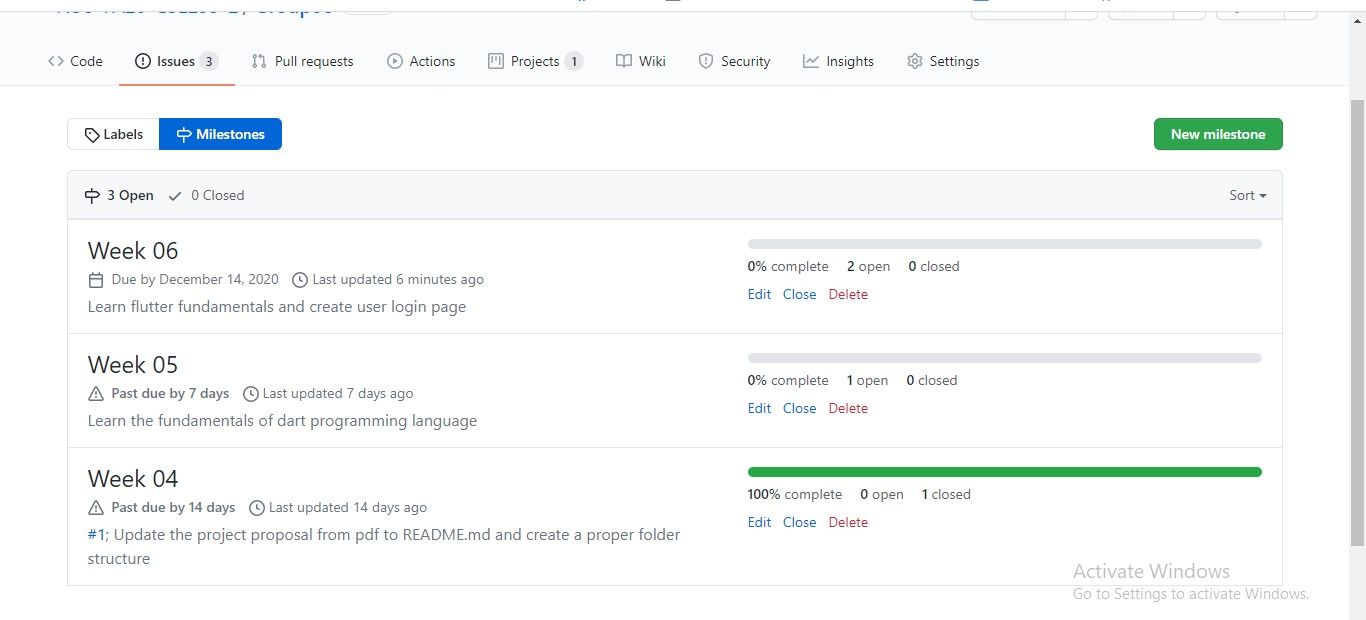 Code Issues 3 Pull requests Actions Projects 1 Wiki Security Insights Settings
Labels Milestones New milestone
3 Open 0 Closed Sort
Week 06
0% complete 2 open 0 closed
Due by December 14, 2020 Last updated 6 minutes ago
Edit Close Delete
Learn flutter fundamentals and create user login page
Week 05
0% complete 1 open 0 closed
Past due by 7 days Last updated 7 days ago
Edit Close Delete
Learn the fundamentals of dart programming language
Week 04
100% complete 0 open 1 closed
Past due by 14 days Last updated 14 days ago
Edit Close Delete
#1; Update the project proposal from pdf to README.md and create a proper folder
structure
Activate Windows
Go to Settings to activate Windows.